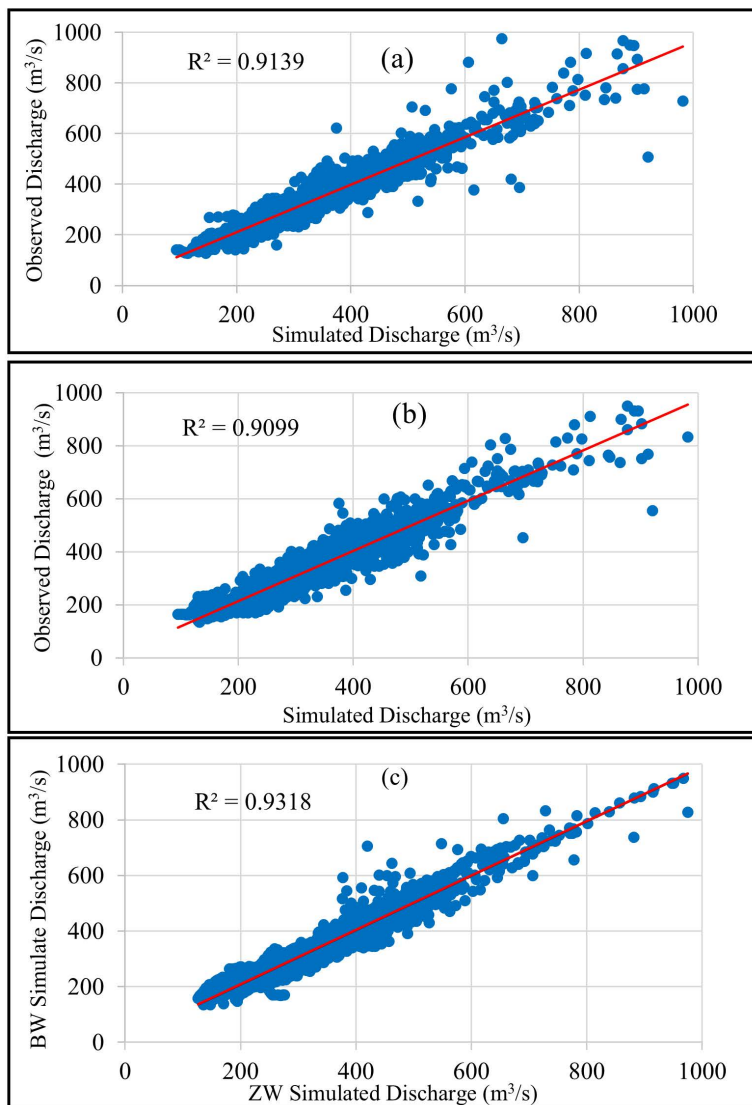 (a)
R² = 0.9139
Observed Discharge (m³/s)
1000
800
600
400
200
0
0 200 400 600 800 1000
Simulated Discharge (m³/s)
(b)
R² = 0.9099
Observed Discharge (m³/s)
1000
800
600
400
200
0
0 200 400 600 800 1000
Simulated Discharge (m³/s)
(c)
R² = 0.9318
BW Simulate Discharge (m³/s)
1000
800
600
400
200
0
0 200 400 600 800 1000
ZW Simulated Discharge (m³/s)